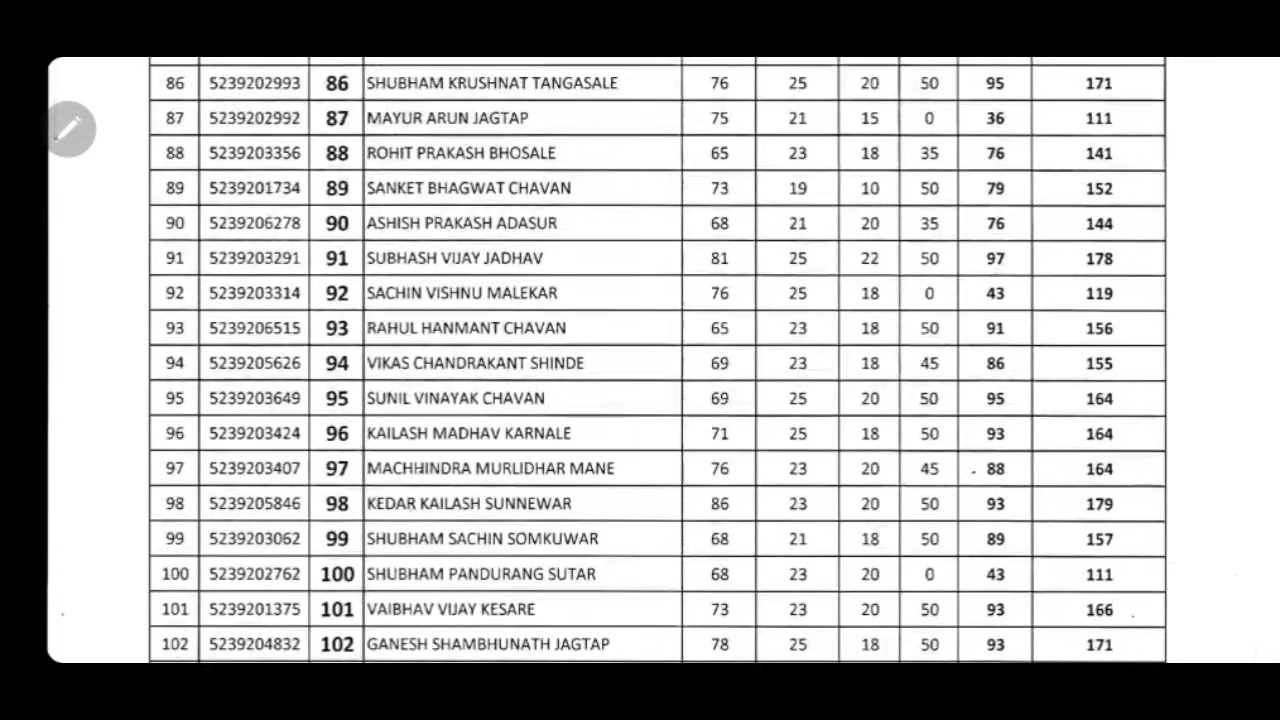 86 5239202993 86 SHUBHAM KRUSHNAT TANGASALE 76 25 20 50 95 171
87 5239202992 87 MAYUR ARUN JAGTAP 75 21 15 0 36 111
88 5239203356 88 ROHIT PRAKASH BHOSALE 65 23 18 35 76 141
89 5239201734 89 SANKET BHAGWAT CHAVAN 73 19 10 50 79 152
90 5239206278 90 ASHISH PRAKASH ADASUR 68 21 20 35 76 144
91 5239203291 91 SUBHASH VIJAY JADHAV 81 25 22 50 97 178
92 5239203314 92 SACHIN VISHNU MALEKAR 76 25 18 0 43 119
93 5239206515 93 RAHUL HANMANT CHAVAN 65 23 18 50 91 156
94 5239205626 94 VIKAS CHANDRAKANT SHINDE 69 23 18 45 86 155
95 5239203649 95 SUNIL VINAYAK CHAVAN 69 25 20 50 95 164
96 5239203424 96 KAILASH MADHAV KARNALE 71 25 18 50 93 164
97 5239203407 97 MACHHINDRA MURLIDHAR MANE 76 23 20 45 88 164
98 5239205846 98 KEDAR KAILASH SUNNEWAR 86 23 20 50 93 179
99 5239203062 99 SHUBHAM SACHIN SOMKUWAR 68 21 18 50 89 157
100 5239202762 100 SHUBHAM PANDURANG SUTAR 68 23 20 0 43 111
101 5239201375 101 VAIBHAV VIJAY KESARE 73 23 20 50 93 166
102 5239204832 102 GANESH SHAMBHUNATH JAGTAP 78 25 18 50 93 171